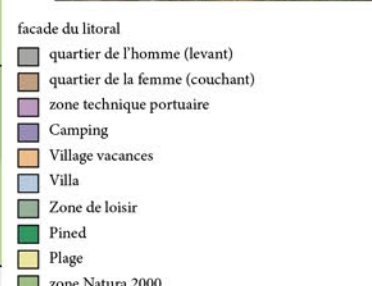 facade du litoral
quartier de l'homme (levant)
quartier de la femme (couchant)
zone technique portuaire
Camping
Village vacances
Villa
Zone de loisir
Pined
Plage
zone Natura 2000